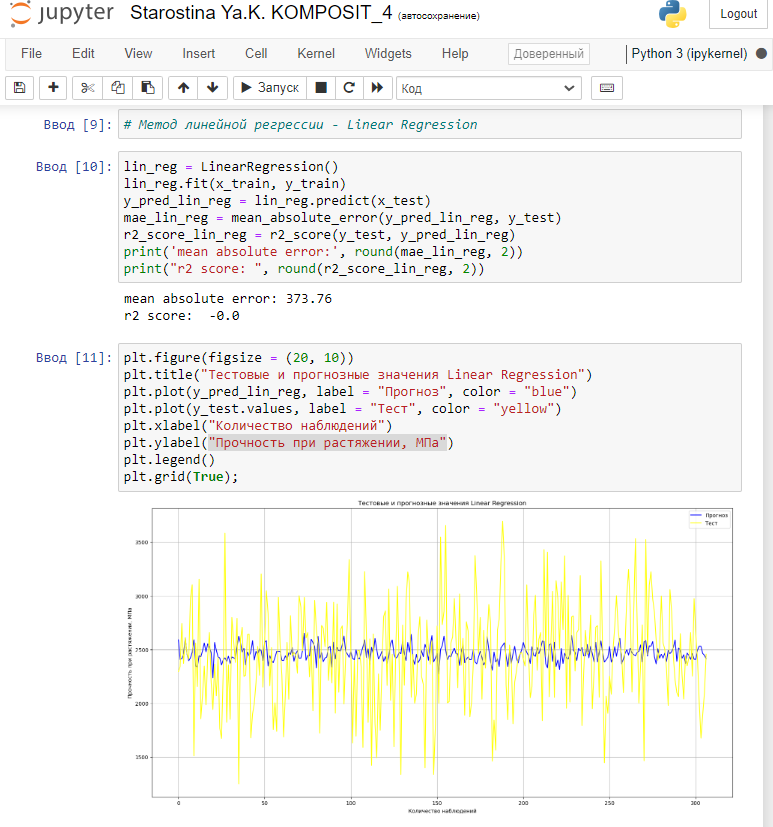 jupyter Starostina Ya.K. KOMPOSIT_4 (автосохранение)
Logout
File Edit View Insert Cell Kernel Widgets Help Доверенный Python 3 (ipykernel)
Запуск Код
Ввод [9]: # Метод линейной регрессии - Linear Regression
Ввод [10]: lin_reg = LinearRegression()
lin_reg.fit(x_train, y_train)
y_pred_lin_reg = lin_reg.predict(x_test)
mae_lin_reg = mean_absolute_error(y_pred_lin_reg, y_test)
r2_score_lin_reg = r2_score(y_test, y_pred_lin_reg)
print('mean absolute error:', round(mae_lin_reg, 2))
print("r2 score: ", round(r2_score_lin_reg, 2))
mean absolute error: 373.76
r2 score:  -0.0
Ввод [11]: plt.figure(figsize = (20, 10))
plt.title("Тестовые и прогнозные значения Linear Regression")
plt.plot(y_pred_lin_reg, label = "Прогноз", color = "blue")
plt.plot(y_test.values, label = "Тест", color = "yellow")
plt.xlabel("Количество наблюдений")
plt.ylabel("Прочность при растяжении, МПа")
plt.legend()
plt.grid(True);
Тестовые и прогнозные значения Linear Regression
Прогноз
Тест
3500
3000
2500
2000
1500
Прочность при растяжении, МПа
0 50 100 150 200 250 300
Количество наблюдений